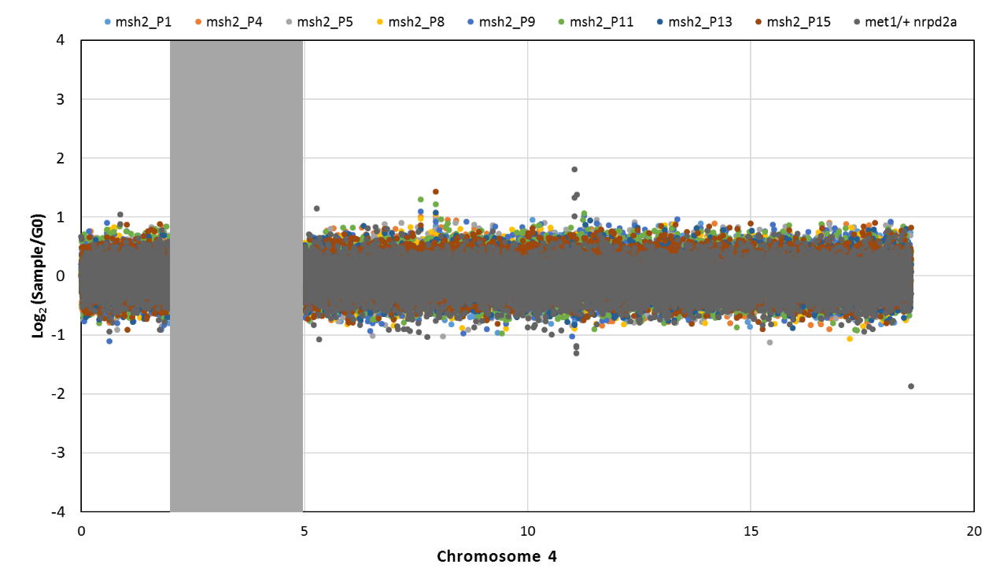 msh2_P1 msh2_P4 msh2_P5 msh2_P8 msh2_P9 msh2_P11 msh2_P13 msh2_P15 met1/+ nrpd2a
4
3
2
1
0
-1
-2
-3
-4
Log2 (Sample/G0)
0 5 10 15 20
Chromosome 4